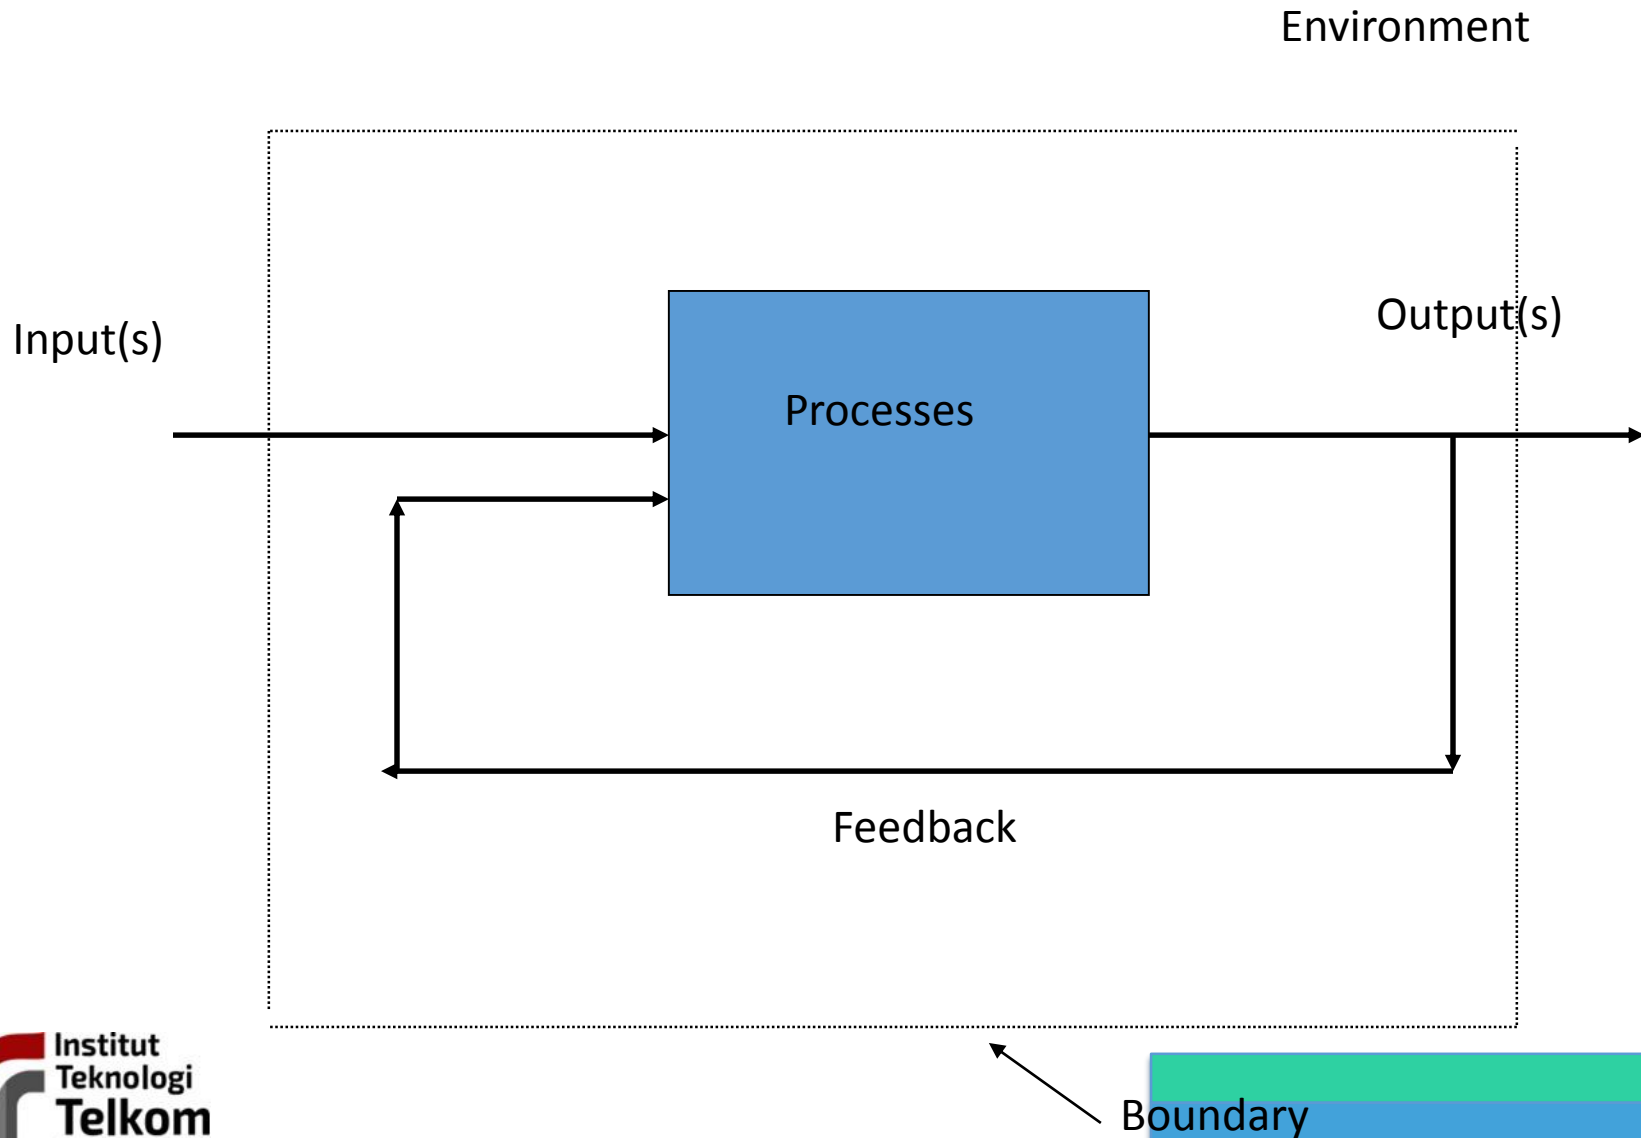 Environment
Input(s)
Output(s)
Processes
Feedback
Boundary
Institut
Teknologi
Telkom